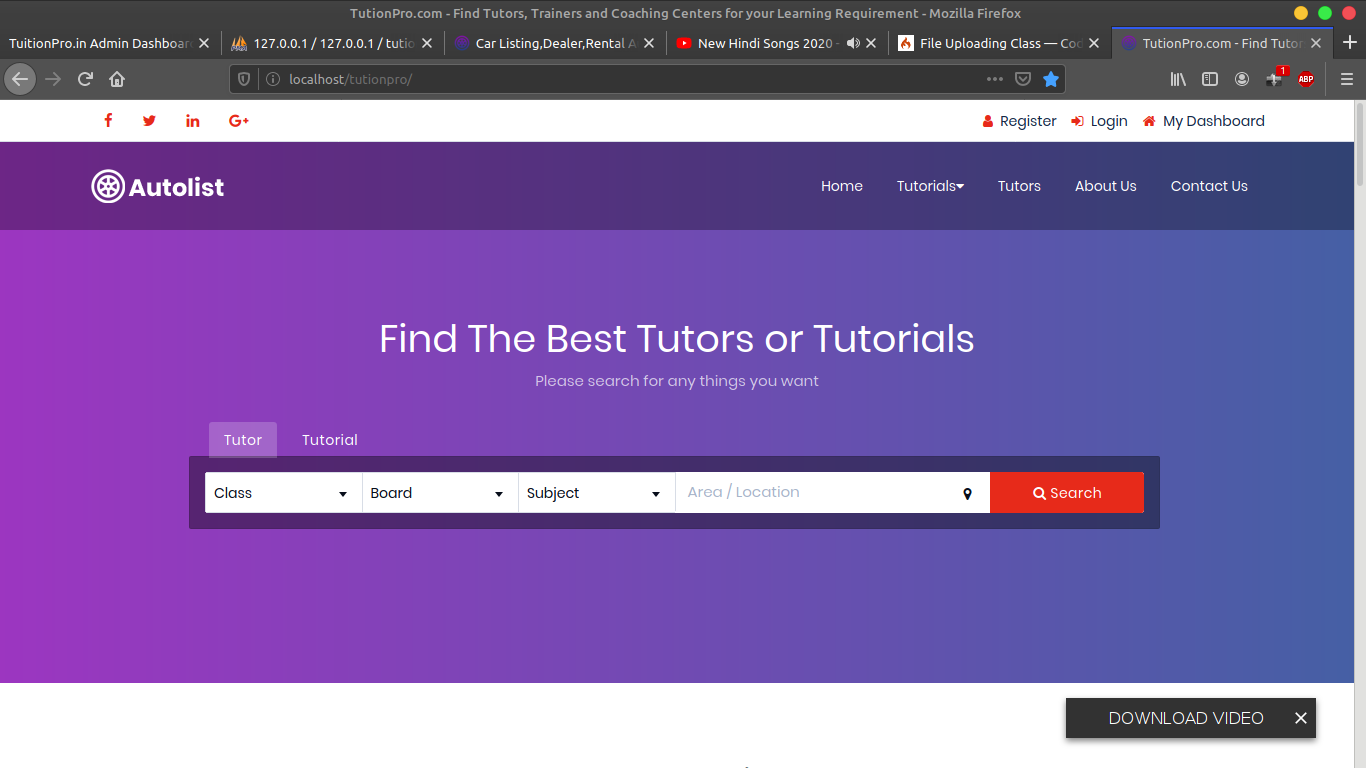 TutionPro.com - Find Tutors, Trainers and Coaching Centers for your Learning Requirement - Mozilla Firefox
TuitionPro.in Admin Dashboar
127.0.0.1 / 127.0.0.1 / tutio
Car Listing,Dealer,Rental A
New Hindi Songs 2020 -
File Uploading Class — Cod
TutionPro.com - Find Tutor
localhost/tutionpro/
1
ABP
Register
Login
My Dashboard
Autolist
Home
Tutorials
Tutors
About Us
Contact Us
Find The Best Tutors or Tutorials
Please search for any things you want
Tutor
Tutorial
Class
Board
Subject
Area / Location
Search
DOWNLOAD VIDEO